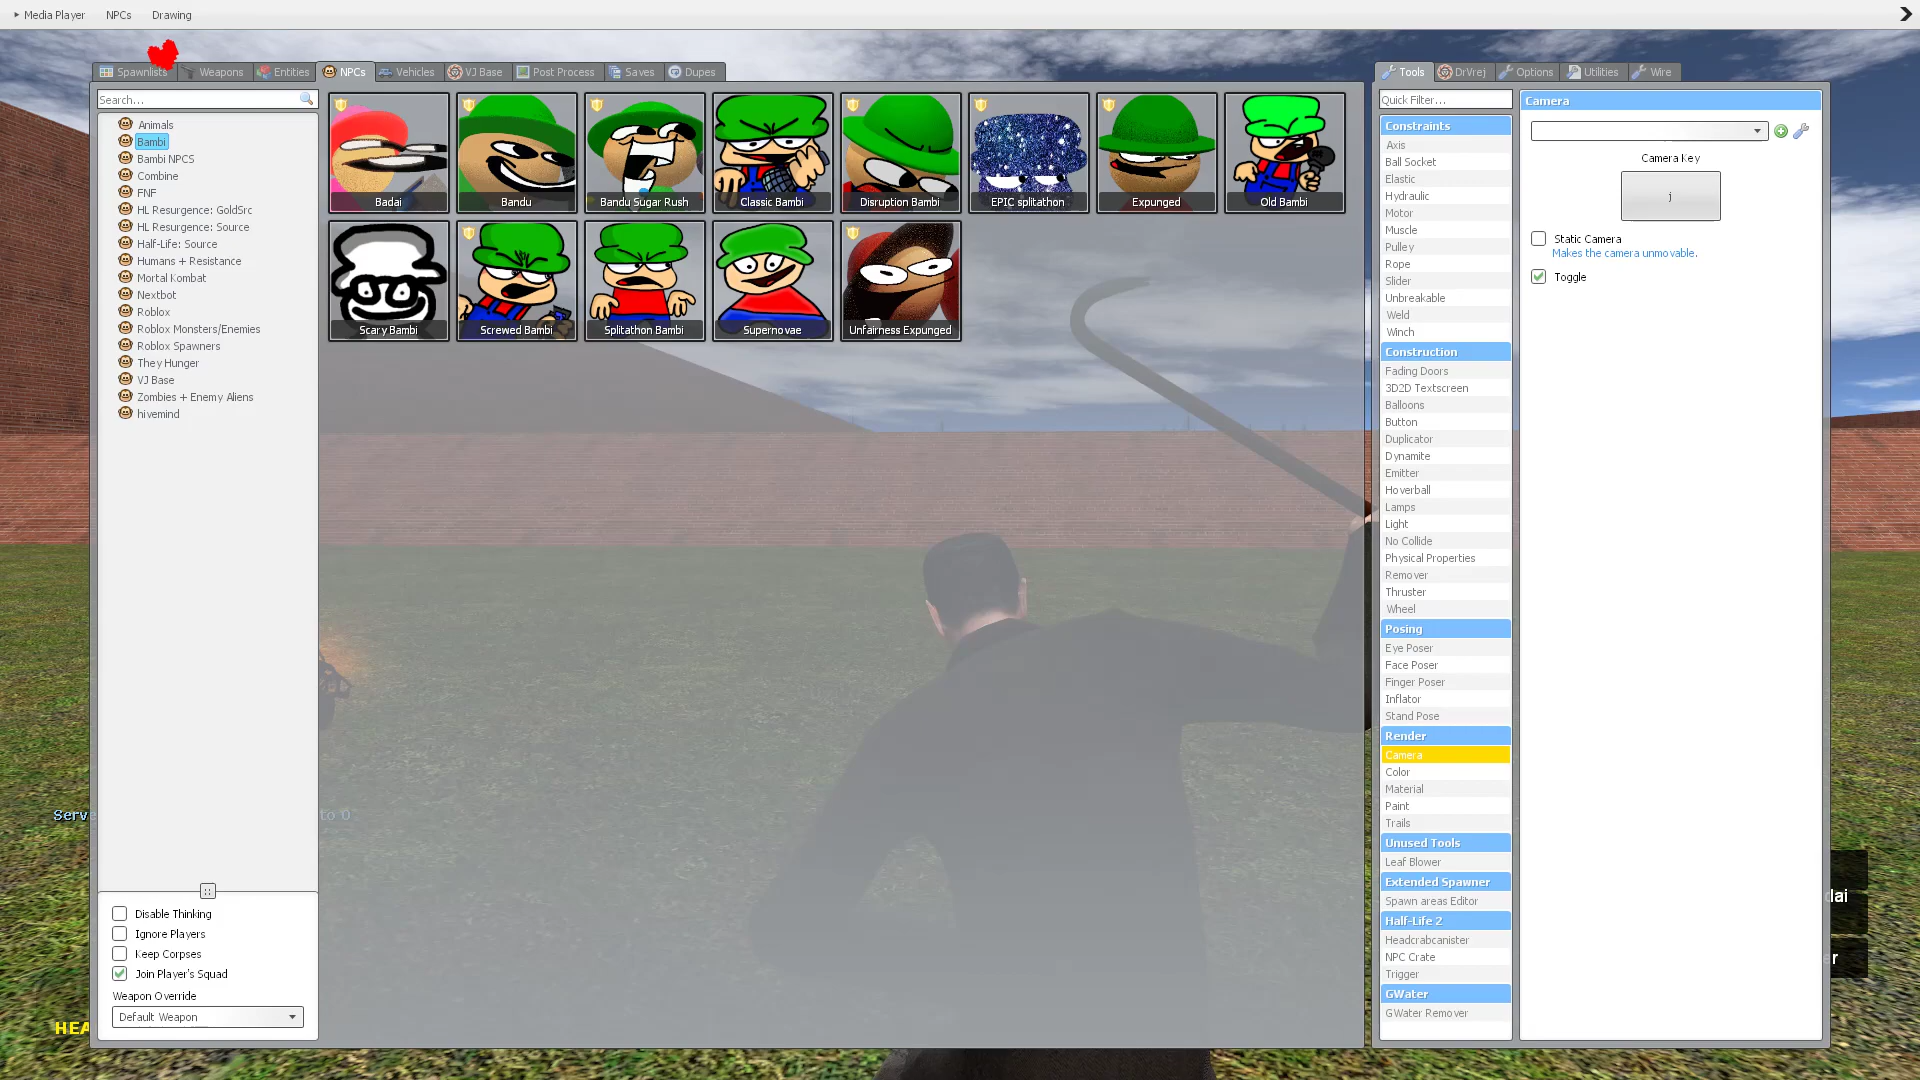 Media Player NPCs Drawing
Spawnlists Weapons Entities NPCs Vehicles VJ Base Post Process Saves Dupes
Search...
Animals
Bambi
Bambi NPCS
Combine
FNF
HL Resurgence: GoldSrc
HL Resurgence: Source
Half-Life: Source
Humans + Resistance
Mortal Kombat
Nextbot
Roblox
Roblox Monsters/Enemies
Roblox Spawners
They Hunger
VJ Base
Zombies + Enemy Aliens
hivemind
Disable Thinking
Ignore Players
Keep Corpses
Join Player's Squad
Weapon Override
Default Weapon
Badai Bandu Bandu Sugar Rush Classic Bambi Disruption Bambi EPIC splitathon Expunged Old Bambi
Scary Bambi Screwed Bambi Splitathon Bambi Supernovae Unfairness Expunged
Serv to 0
HEA
Tools DrVrej Options Utilities Wire
Quick Filter...
Constraints
Axis
Ball Socket
Elastic
Hydraulic
Motor
Muscle
Pulley
Rope
Slider
Unbreakable
Weld
Winch
Construction
Fading Doors
3D2D Textscreen
Balloons
Button
Duplicator
Dynamite
Emitter
Hoverball
Lamps
Light
No Collide
Physical Properties
Remover
Thruster
Wheel
Posing
Eye Poser
Face Poser
Finger Poser
Inflator
Stand Pose
Render
Camera
Color
Material
Paint
Trails
Unused Tools
Leaf Blower
Extended Spawner
Spawn areas Editor
Half-Life 2
Headcrabcanister
NPC Crate
Trigger
GWater
GWater Remover
Camera
Camera Key
j
Static Camera
Makes the camera unmovable.
Toggle
dai
er